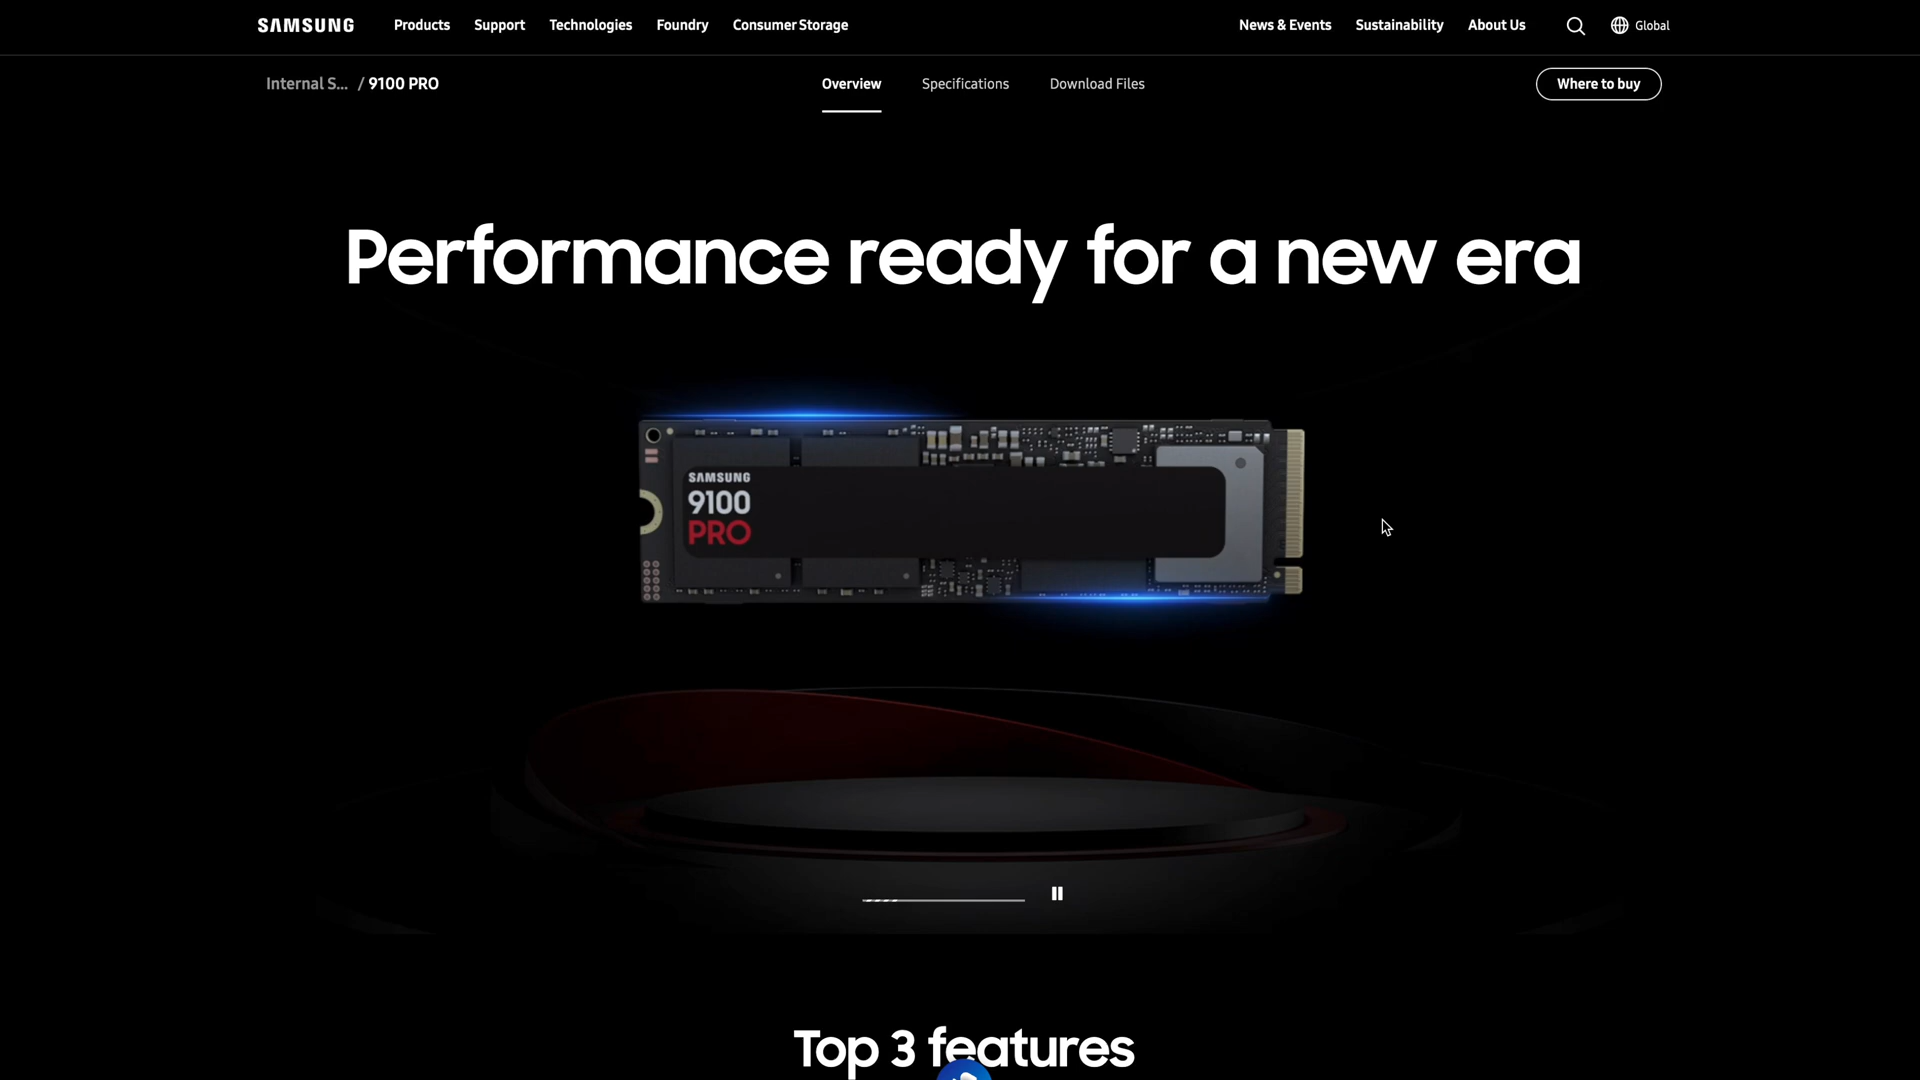 SAMSUNG Products Support Technologies Foundry Consumer Storage News & Events Sustainability About Us Global
Internal S... / 9100 PRO Overview Specifications Download Files Where to buy
Performance ready for a new era
SAMSUNG
9100
PRO
Top 3 features